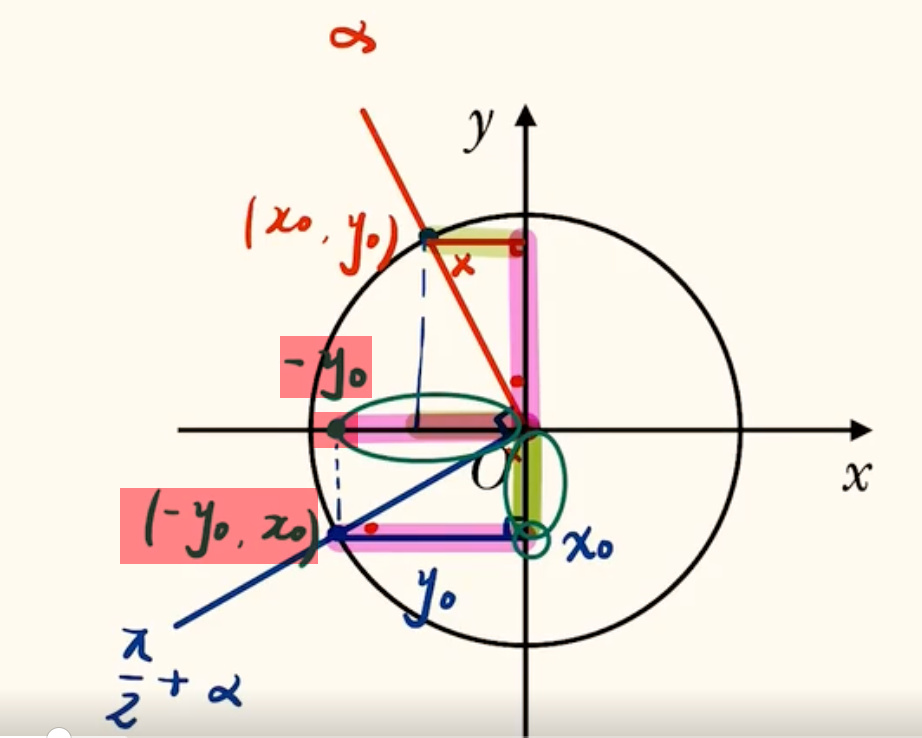 α
y
(x₀, y₀)
x
-y₀
O
x
x
(-y₀, x₀)
x₀
y₀
π/2 + α